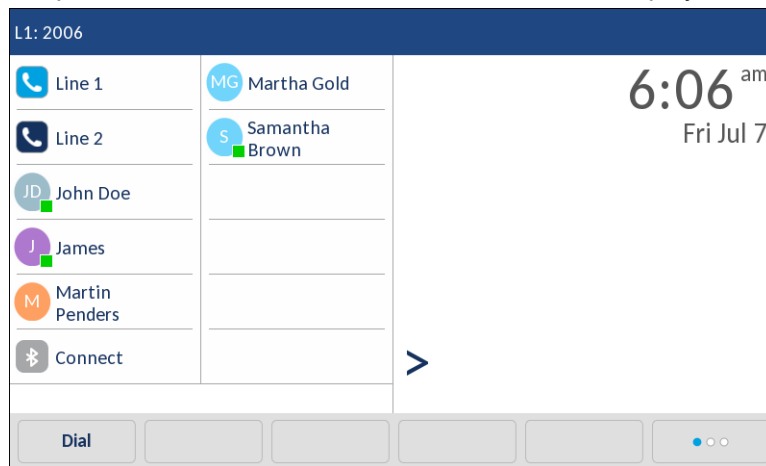 L1: 2006
Line 1
Line 2
JD John Doe
J James
M Martin
Penders
Connect
MG Martha Gold
S Samantha
Brown
6:06 am
Fri Jul 7
>
Dial